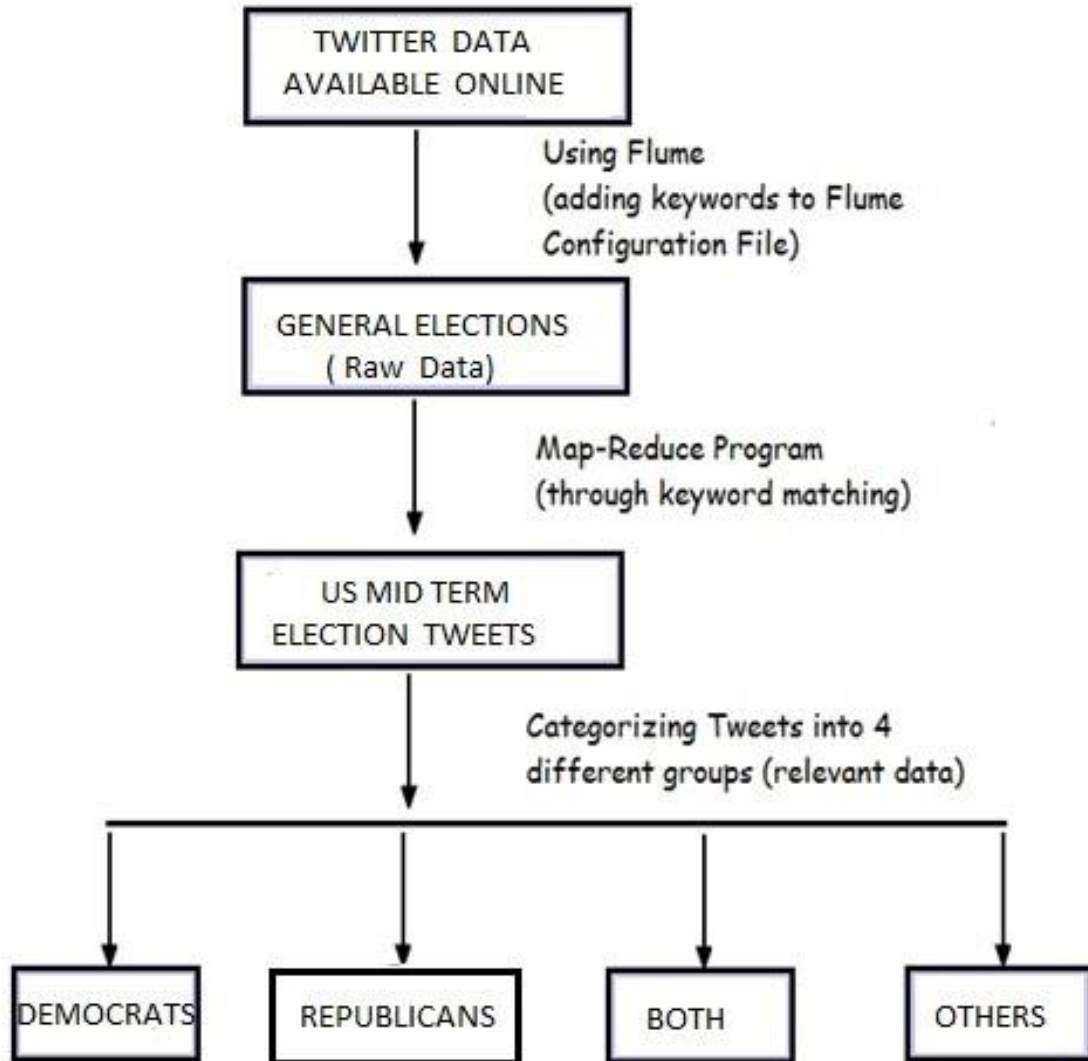 TWITTER DATA
AVAILABLE ONLINE
Using Flume
(adding keywords to Flume
Configuration File)
GENERAL ELECTIONS
( Raw Data)
Map-Reduce Program
(through keyword matching)
US MID TERM
ELECTION TWEETS
Categorizing Tweets into 4
different groups (relevant data)
DEMOCRATS
REPUBLICANS
BOTH
OTHERS